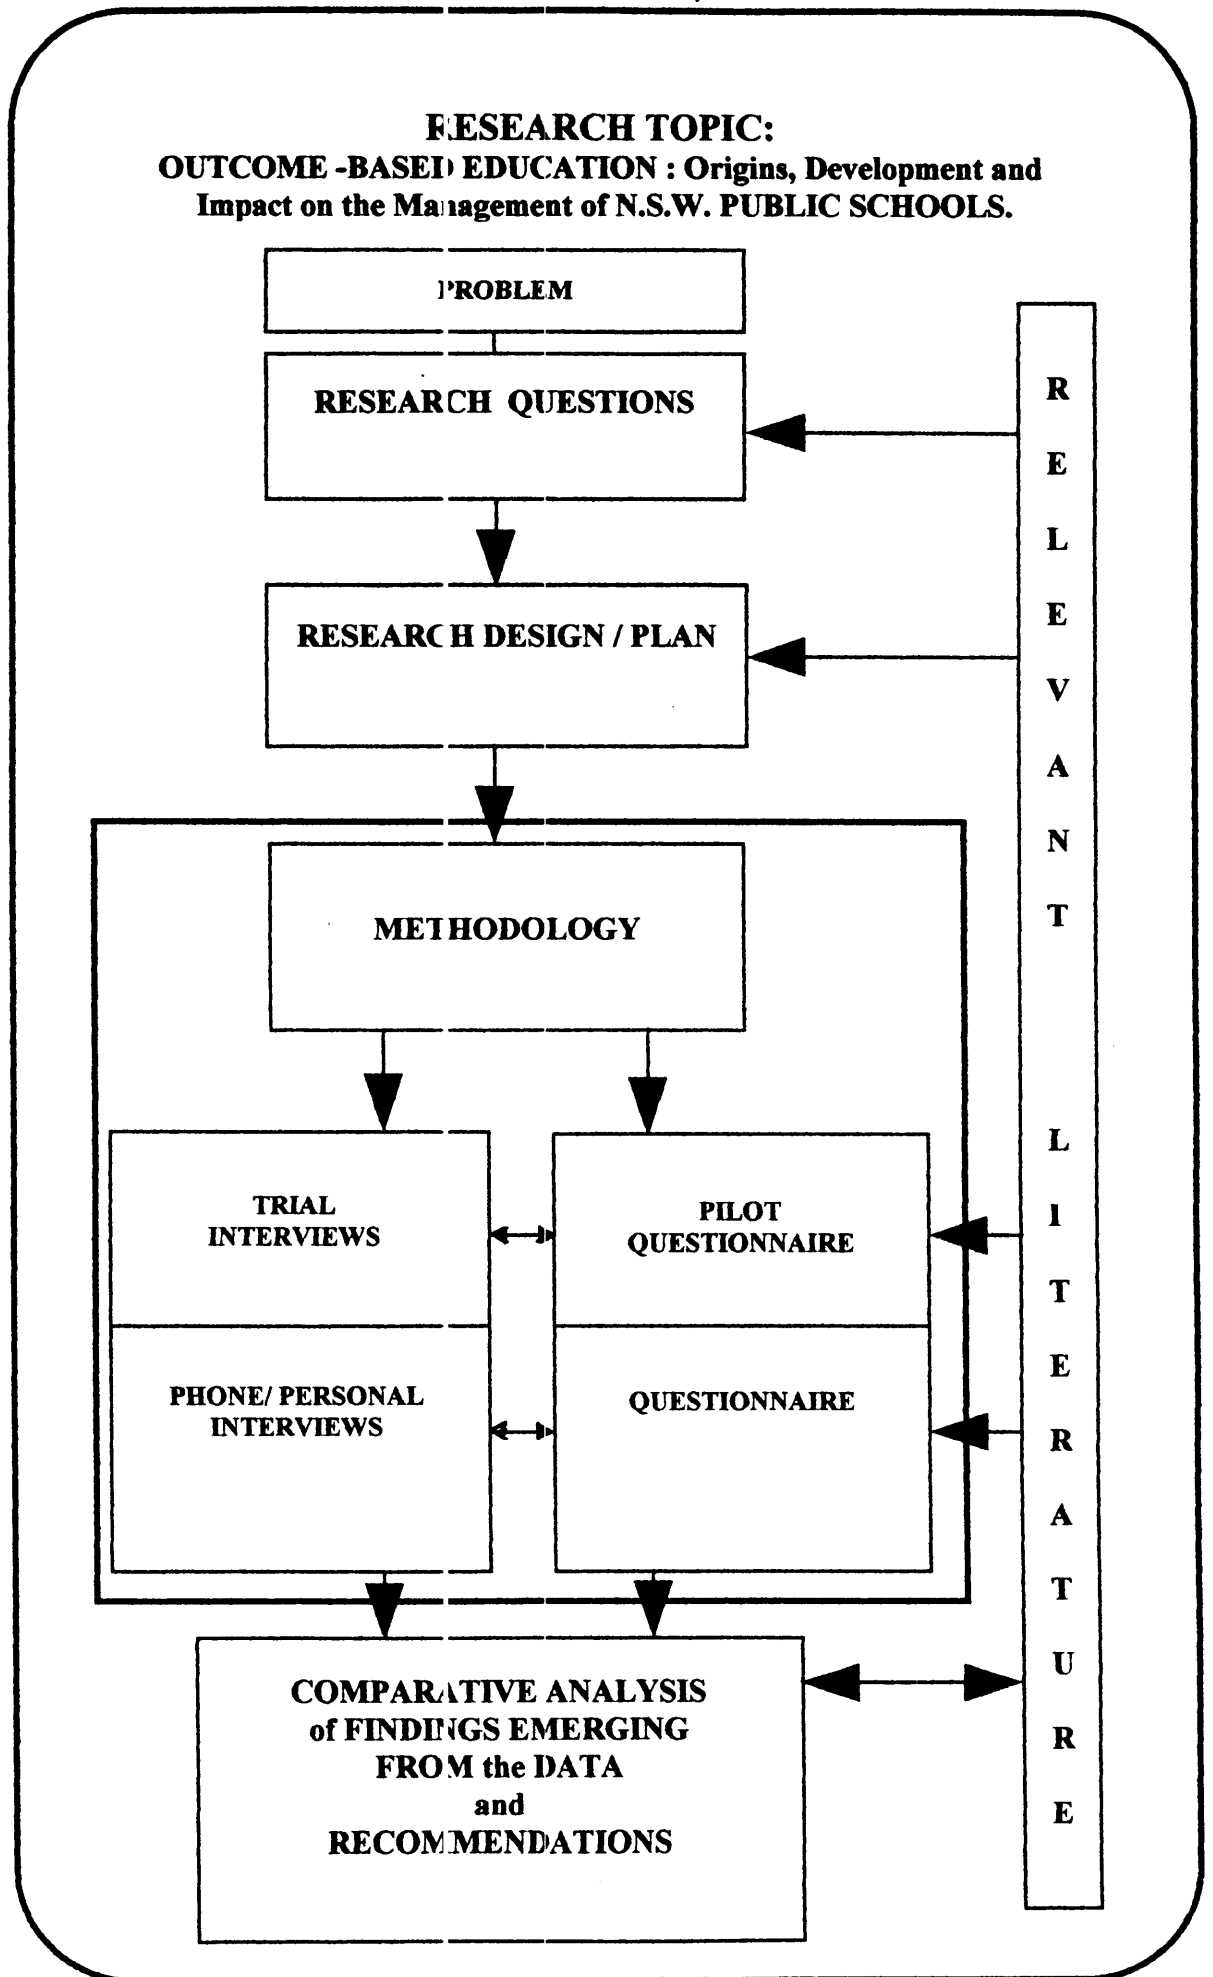 RESEARCH TOPIC:
OUTCOME -BASED EDUCATION : Origins, Development and
Impact on the Management of N.S.W. PUBLIC SCHOOLS.
PROBLEM
RESEARCH QUESTIONS
RESEARCH DESIGN / PLAN
METHODOLOGY
TRIAL
INTERVIEWS
PILOT
QUESTIONNAIRE
PHONE/ PERSONAL
INTERVIEWS
QUESTIONNAIRE
COMPARATIVE ANALYSIS
of FINDINGS EMERGING
FROM the DATA
and
RECOMMENDATIONS
RELEVANT LITERATURE